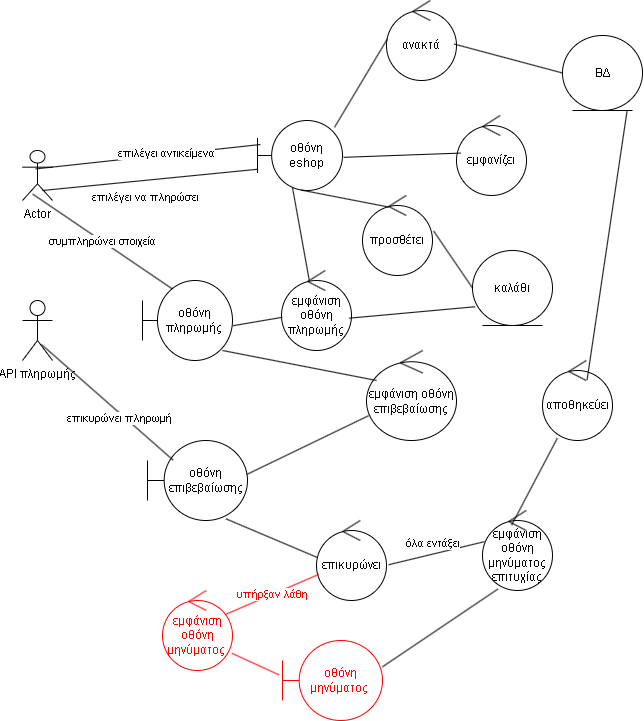 ανακτά
ΒΔ
επιλέγει αντικείμενα
οθόνη
eshop
εμφανίζει
επιλέγει να πληρώσει
Actor
συμπληρώνει στοιχεία
προσθέτει
καλάθι
οθόνη
πληρωμής
εμφάνιση
οθόνη
πληρωμής
API πληρωμής
εμφάνιση οθόνη
επιβεβαίωσης
αποθηκεύει
επικυρώνει πληρωμή
οθόνη
επιβεβαίωσης
όλα εντάξει
εμφάνιση
οθόνη
μηνύματος
επιτυχίας
επικυρώνει
υπήρξαν λάθη
εμφάνιση
οθόνη
μηνύματος
οθόνη
μηνύματος